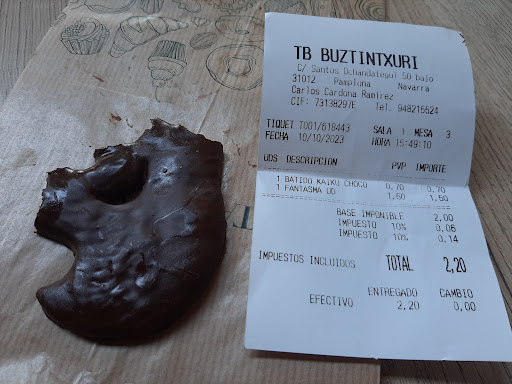 TB BUZTINTXURI
C/ Santos Ochandategui 50 bajo
31012 Pamplona Navarra
Carlos Cardona Ramirez
CIF: 73138297E Tel. 948215524
TIQUET T001/618443 SALA 1 MESA 3
FECHA 10/10/2023 HORA 15:49:10
UDS DESCRIPCION PVP IMPORTE
1 BATIDO KAIKU CHOCO 0,70 0,70
1 FANTASMA UD 1,50 1,50
BASE IMPONIBLE 2,00
IMPUESTO 10% 0,06
IMPUESTO 10% 0,14
IMPUESTOS INCLUIDOS TOTAL 2,20
ENTREGADO CAMBIO
EFECTIVO 2,20 0,00